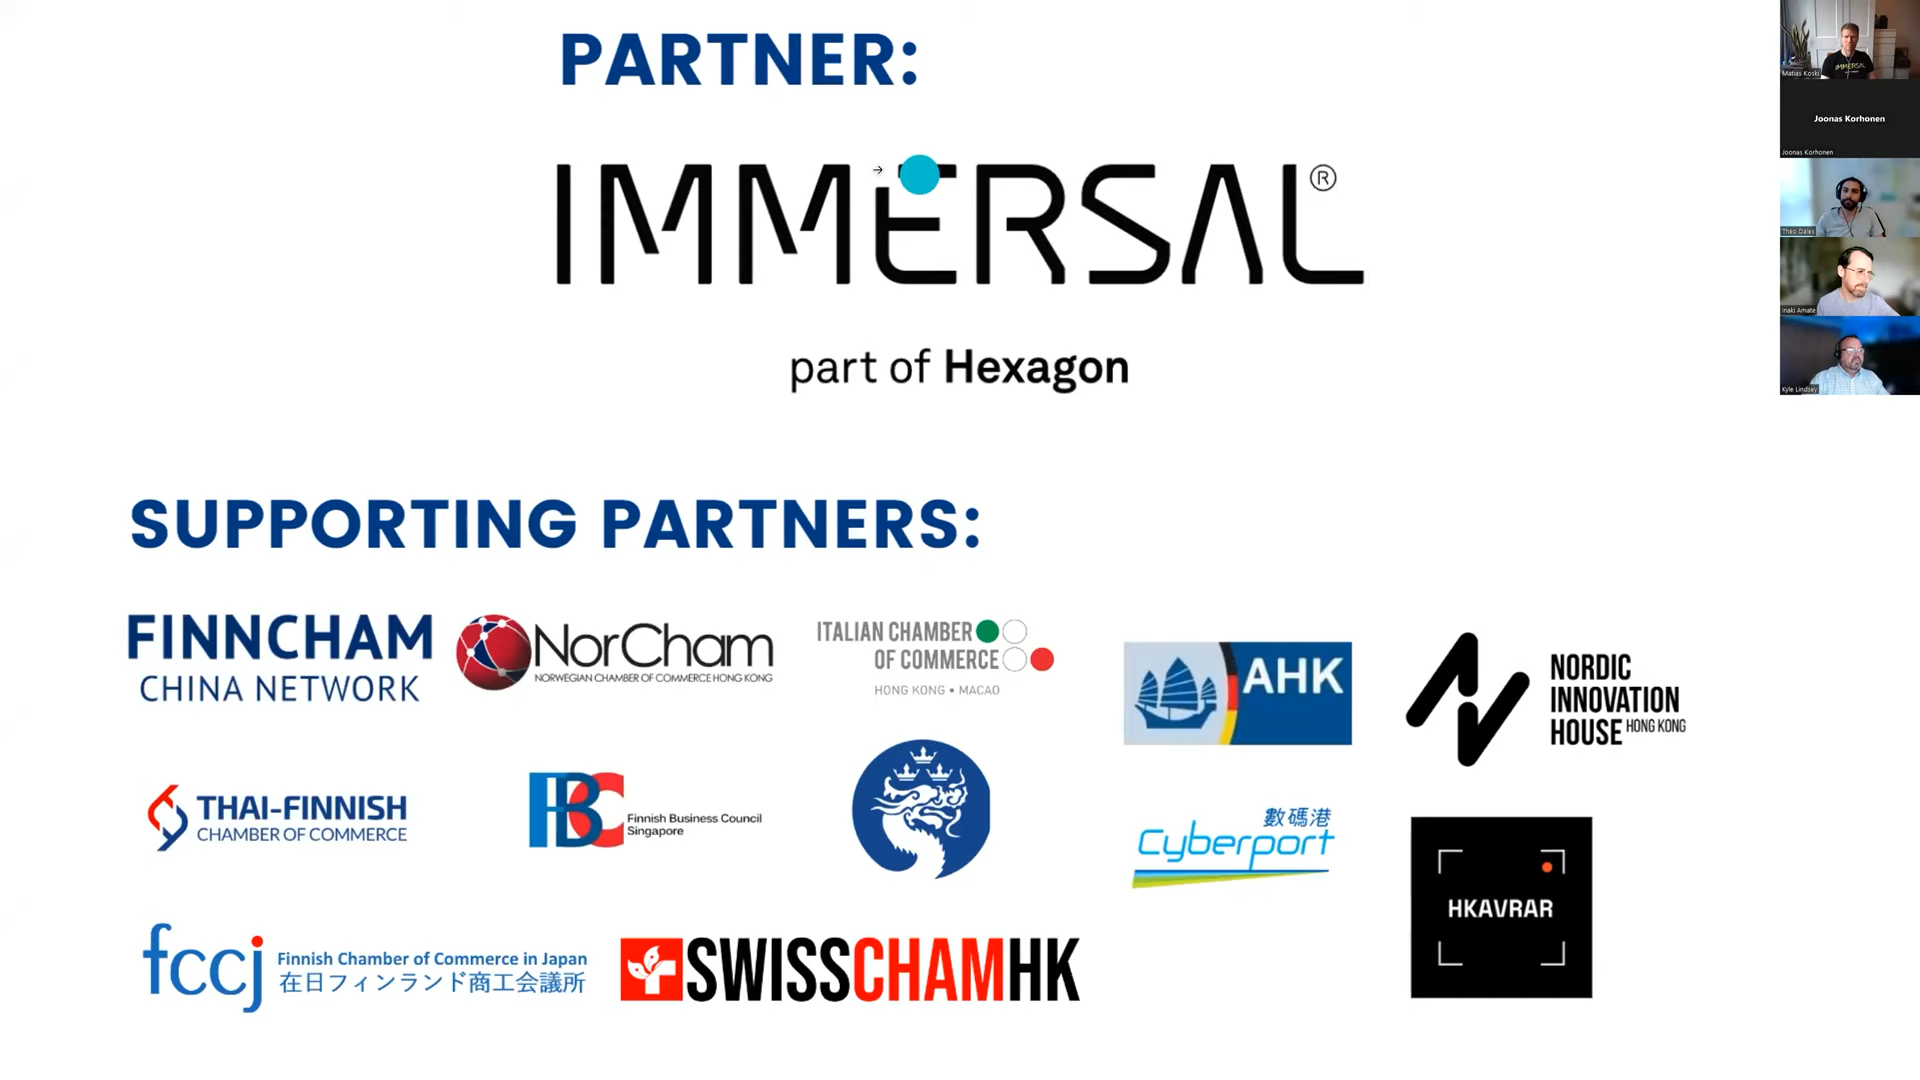 PARTNER:
IMMERSAL®
part of Hexagon
SUPPORTING PARTNERS:
FINNCHAM
CHINA NETWORK
NorCham
NORWEGIAN CHAMBER OF COMMERCE HONG KONG
ITALIAN CHAMBER
OF COMMERCE
HONG KONG • MACAO
AHK
NORDIC
INNOVATION
HOUSE HONG KONG
THAI-FINNISH
CHAMBER OF COMMERCE
FBC
Finnish Business Council
Singapore
數碼港
Cyberport
HKAVRAR
fccj
Finnish Chamber of Commerce in Japan
在日フィンランド商工会議所
SWISSCHAMHK
IMMERSAL
Matias Koski
Joonas Korhonen
Joonas Korhonen
Theo Dales
Inaki Amate
Kyle Lindsey